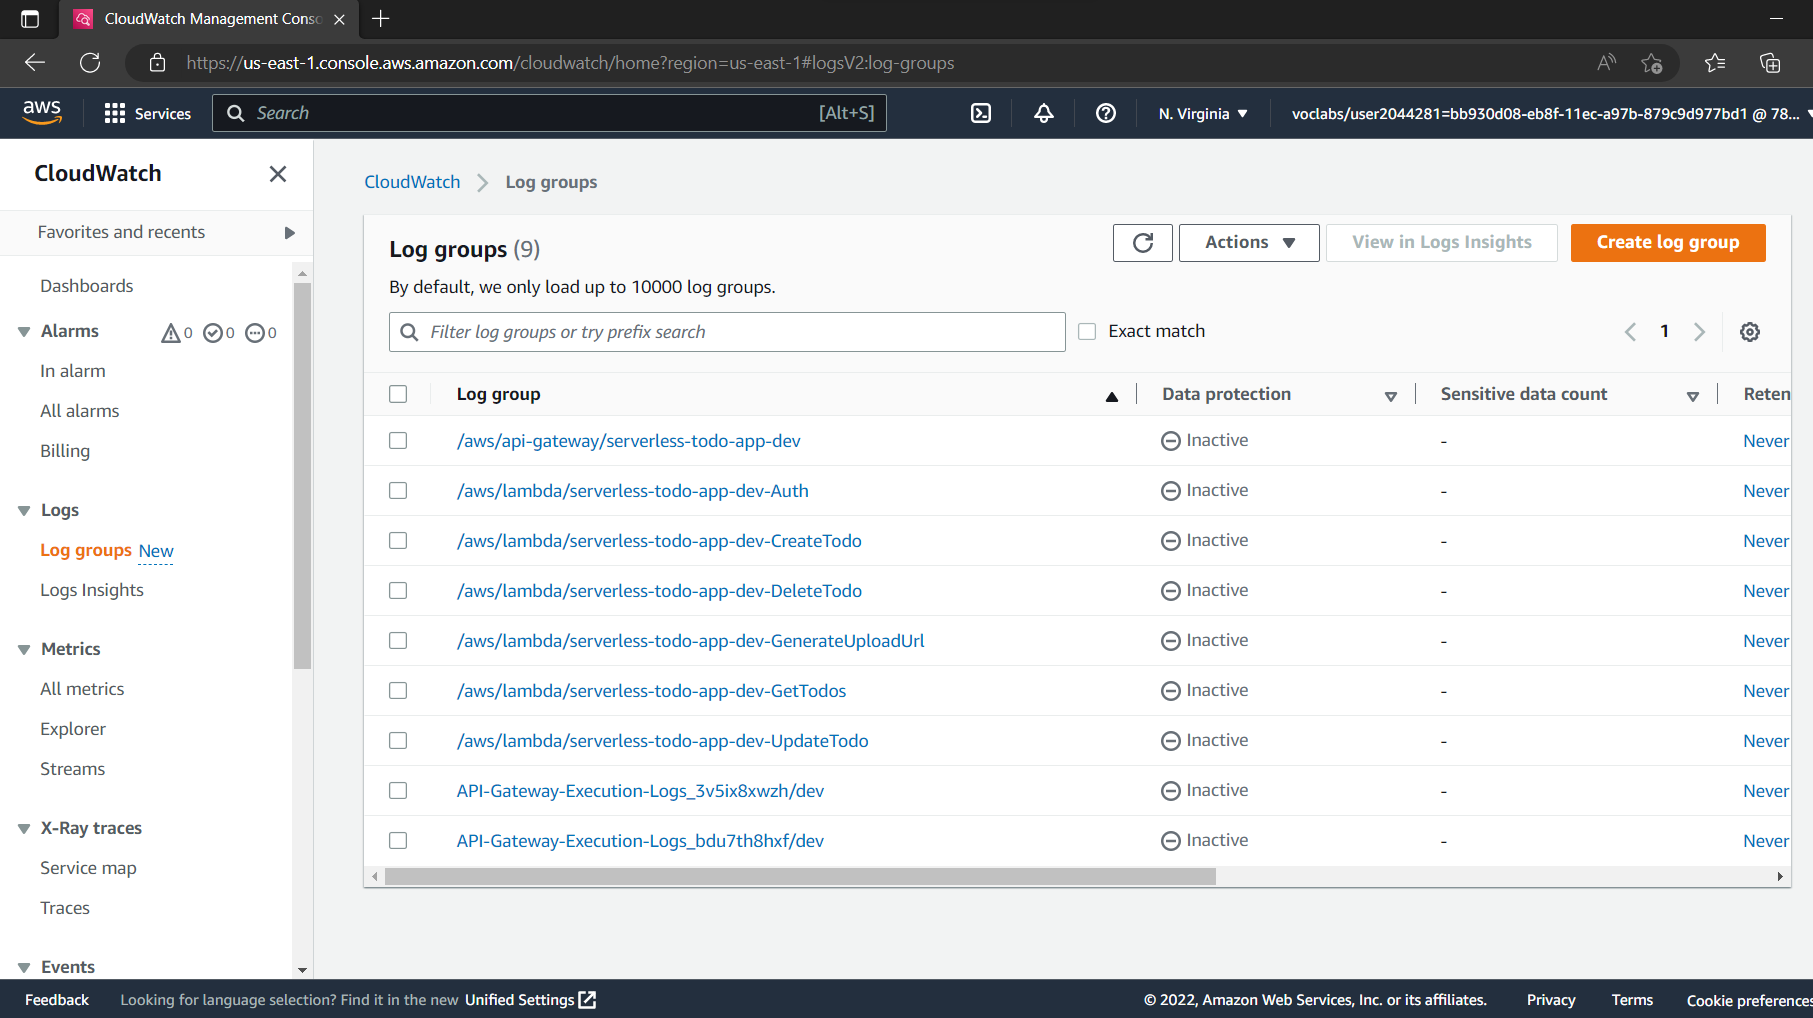 CloudWatch Management Conso
https://us-east-1.console.aws.amazon.com/cloudwatch/home?region=us-east-1#logsV2:log-groups
aws
Services
Search
[Alt+S]
N. Virginia
voclabs/user2044281=bb930d08-eb8f-11ec-a97b-879c9d977bd1 @ 78...
CloudWatch
Favorites and recents
Dashboards
Alarms 0 0 0
In alarm
All alarms
Billing
Logs
Log groups New
Logs Insights
Metrics
All metrics
Explorer
Streams
X-Ray traces
Service map
Traces
Events
CloudWatch Log groups
Log groups (9)
Actions
View in Logs Insights
Create log group
By default, we only load up to 10000 log groups.
Filter log groups or try prefix search
Exact match
1
Log group Data protection Sensitive data count Reten
/aws/api-gateway/serverless-todo-app-dev Inactive - Never
/aws/lambda/serverless-todo-app-dev-Auth Inactive - Never
/aws/lambda/serverless-todo-app-dev-CreateTodo Inactive - Never
/aws/lambda/serverless-todo-app-dev-DeleteTodo Inactive - Never
/aws/lambda/serverless-todo-app-dev-GenerateUploadUrl Inactive - Never
/aws/lambda/serverless-todo-app-dev-GetTodos Inactive - Never
/aws/lambda/serverless-todo-app-dev-UpdateTodo Inactive - Never
API-Gateway-Execution-Logs_3v5ix8xwzh/dev Inactive - Never
API-Gateway-Execution-Logs_bdu7th8hxf/dev Inactive - Never
Feedback Looking for language selection? Find it in the new Unified Settings © 2022, Amazon Web Services, Inc. or its affiliates. Privacy Terms Cookie preferences